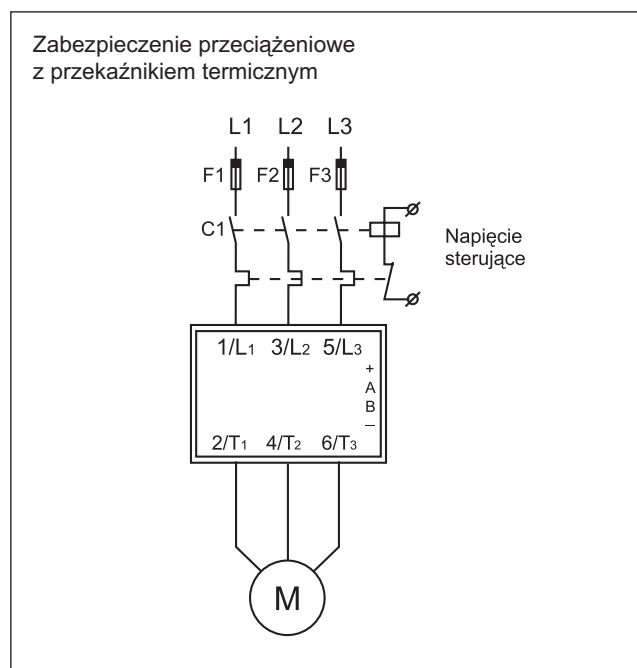 Zabezpieczenie przeciążeniowe
z przekaźnikiem termicznym
L1 L2 L3
F1 F2 F3
C1
Napięcie
sterujące
1/L1 3/L2 5/L3
+
A
B
–
2/T1 4/T2 6/T3
M